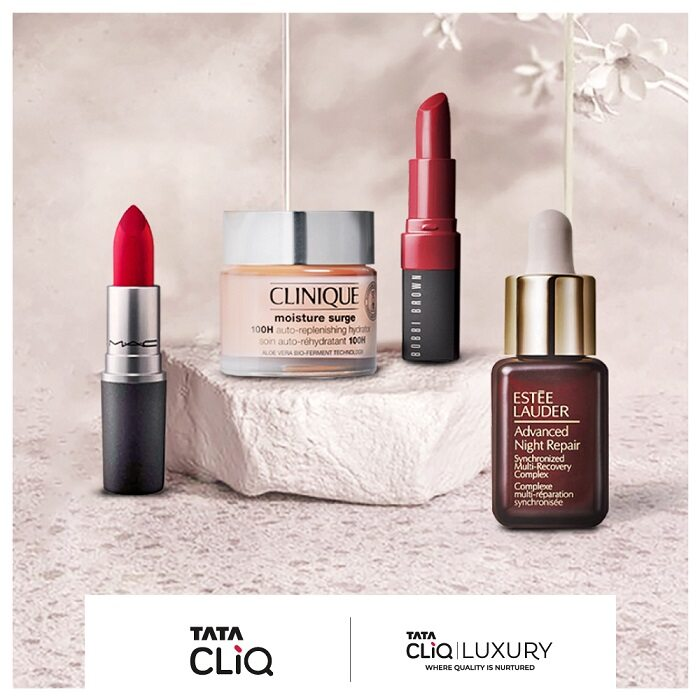 MAC
CLINIQUE
moisture surge
100H auto-replenishing hydrator
soin auto-réhydratant 100H
ALOE VERA BIO-FERMENT TECHNOLOGY
BOBBI BROWN
ESTĒE
LAUDER
Advanced
Night Repair
Synchronized
Multi-Recovery
Complex
Complexe
multi-réparation
synchronisée
TATA
CLiQ
TATA
CLiQ|LUXURY
WHERE QUALITY IS NURTURED